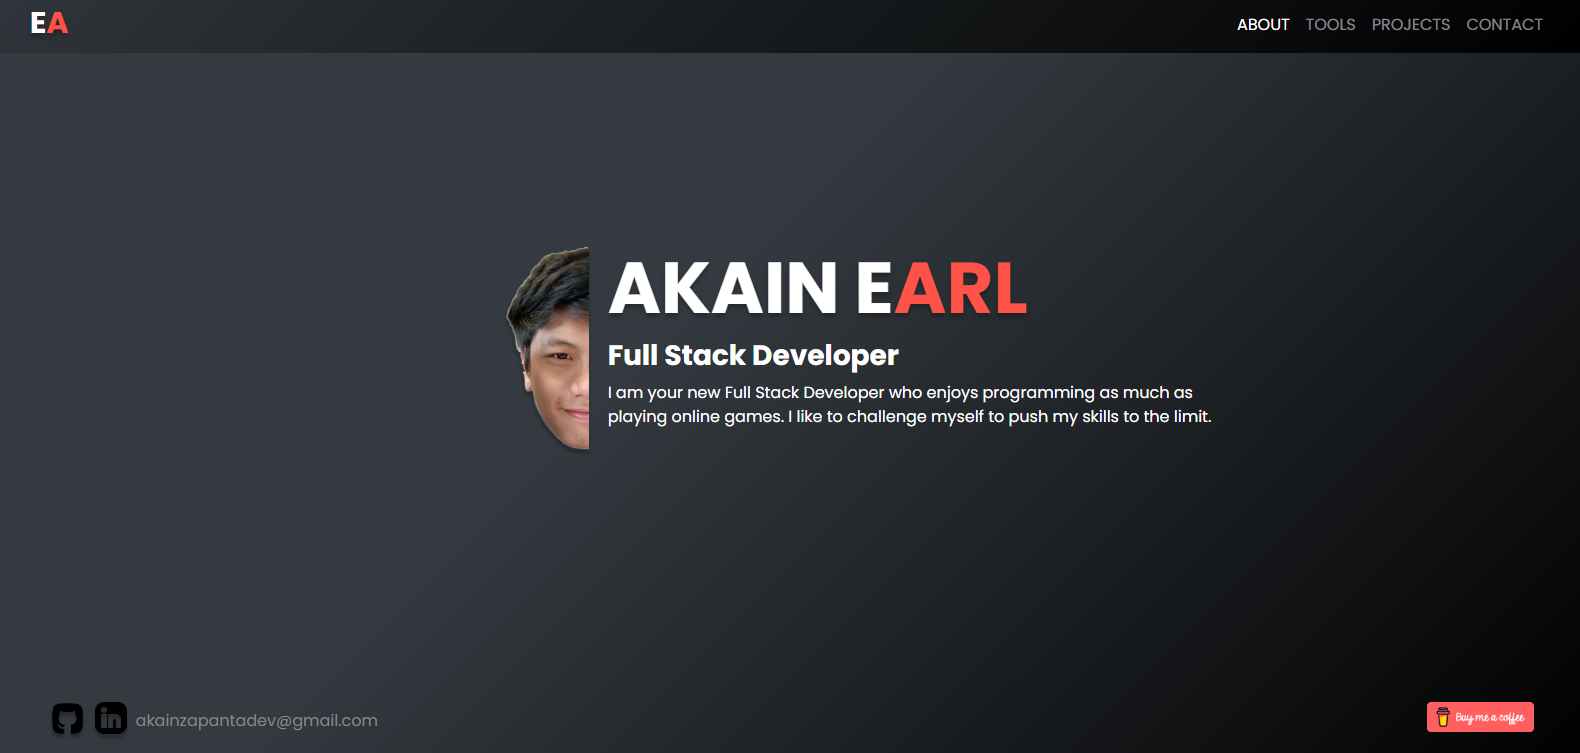 EA
ABOUT TOOLS PROJECTS CONTACT
AKAIN EARL
Full Stack Developer
I am your new Full Stack Developer who enjoys programming as much as
playing online games. I like to challenge myself to push my skills to the limit.
in akainzapantadev@gmail.com
Buy me a coffee